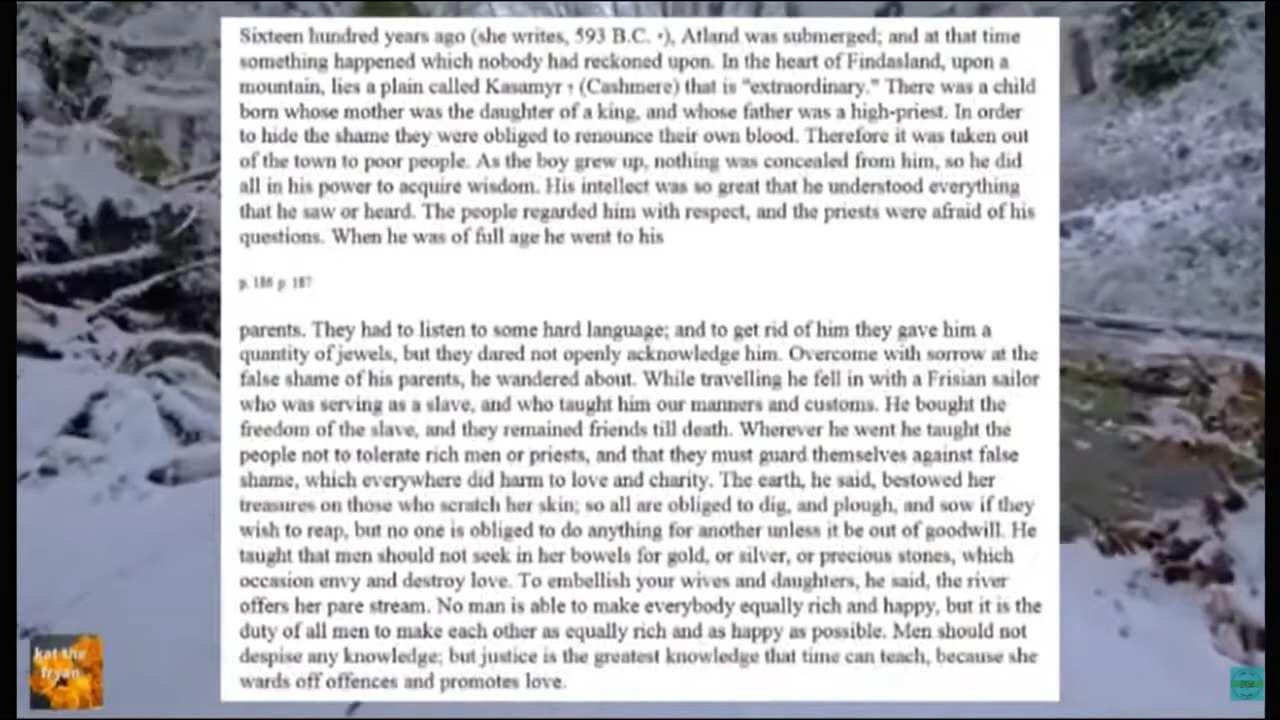 Sixteen hundred years ago (she writes, 593 B.C. ·), Atland was submerged; and at that time
something happened which nobody had reckoned upon. In the heart of Findasland, upon a
mountain, lies a plain called Kasamyr · (Cashmere) that is "extraordinary." There was a child
born whose mother was the daughter of a king, and whose father was a high-priest. In order
to hide the shame they were obliged to renounce their own blood. Therefore it was taken out
of the town to poor people. As the boy grew up, nothing was concealed from him, so he did
all in his power to acquire wisdom. His intellect was so great that he understood everything
that he saw or heard. The people regarded him with respect, and the priests were afraid of his
questions. When he was of full age he went to his
p. 186 p. 187
parents. They had to listen to some hard language; and to get rid of him they gave him a
quantity of jewels, but they dared not openly acknowledge him. Overcome with sorrow at the
false shame of his parents, he wandered about. While travelling he fell in with a Frisian sailor
who was serving as a slave, and who taught him our manners and customs. He bought the
freedom of the slave, and they remained friends till death. Wherever he went he taught the
people not to tolerate rich men or priests, and that they must guard themselves against false
shame, which everywhere did harm to love and charity. The earth, he said, bestowed her
treasures on those who scratch her skin; so all are obliged to dig, and plough, and sow if they
wish to reap, but no one is obliged to do anything for another unless it be out of goodwill. He
taught that men should not seek in her bowels for gold, or silver, or precious stones, which
occasion envy and destroy love. To embellish your wives and daughters, he said, the river
offers her pare stream. No man is able to make everybody equally rich and happy, but it is the
duty of all men to make each other as equally rich and as happy as possible. Men should not
despise any knowledge; but justice is the greatest knowledge that time can teach, because she
wards off offences and promotes love.
kat the
fryan